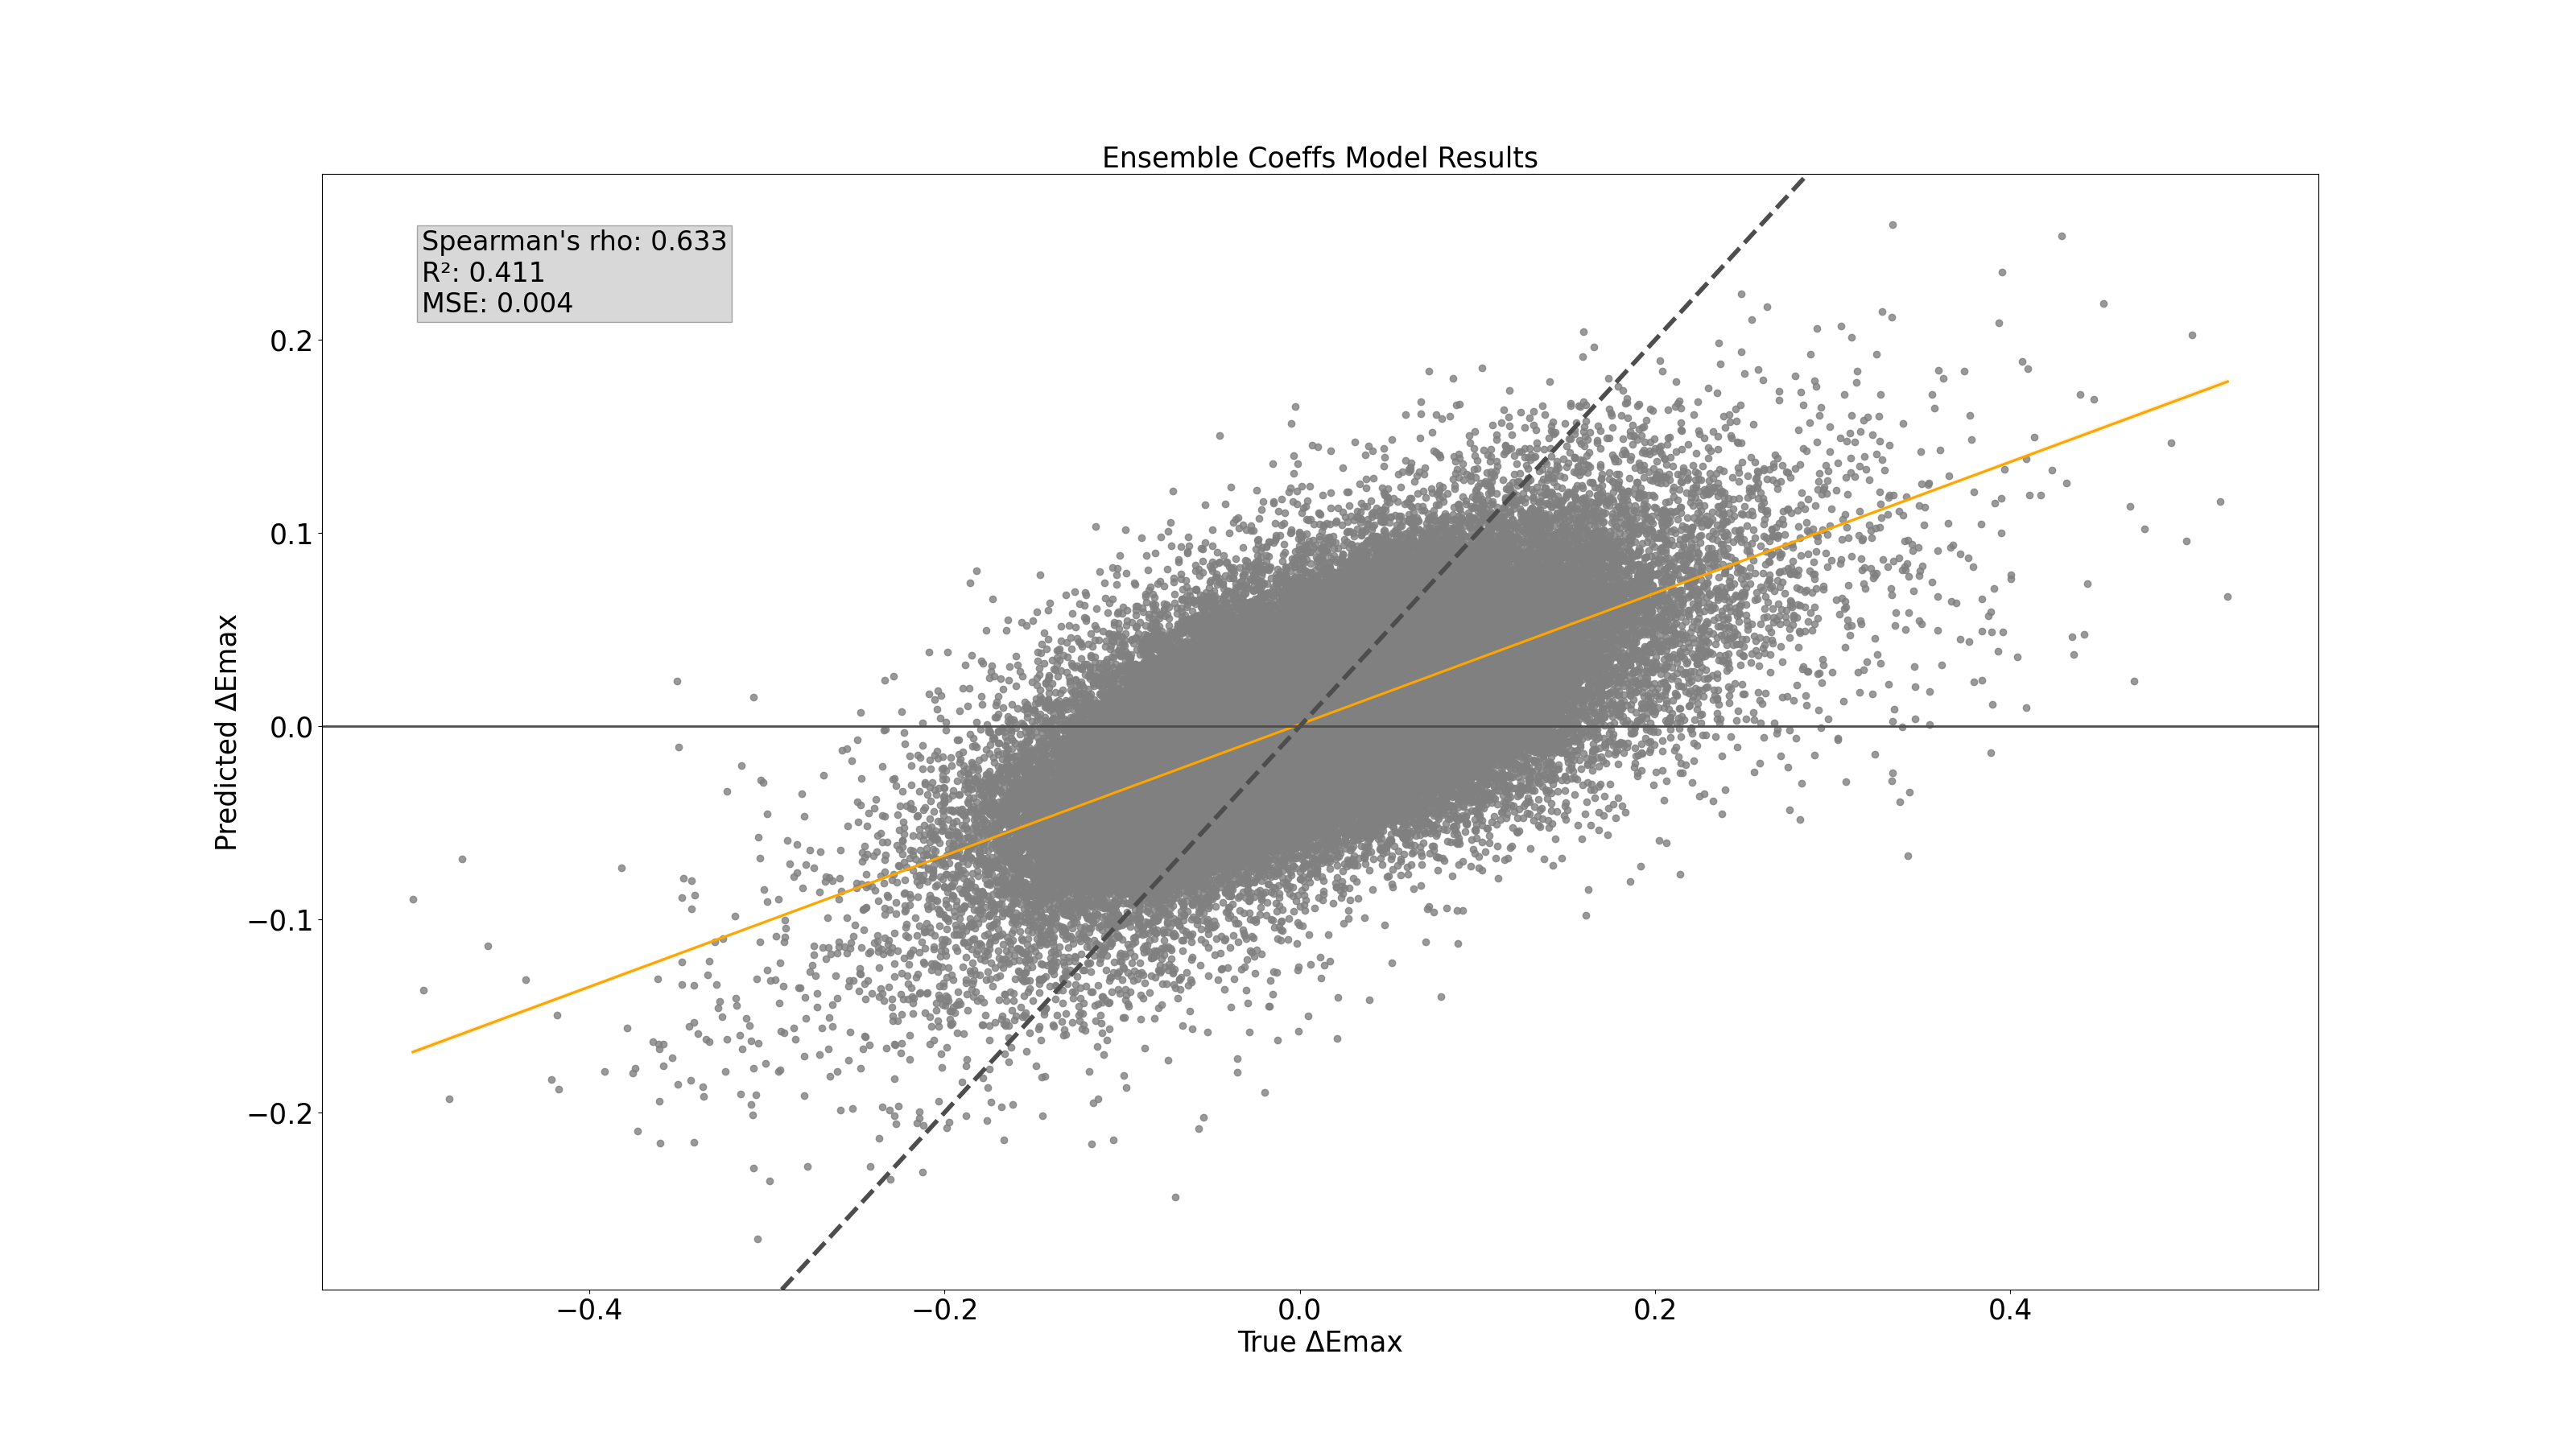 Ensemble Coeffs Model Results
Spearman's rho: 0.633
R²: 0.411
MSE: 0.004
Predicted ΔEmax
0.2
0.1
0.0
−0.1
−0.2
−0.4
−0.2
0.0
0.2
0.4
True ΔEmax